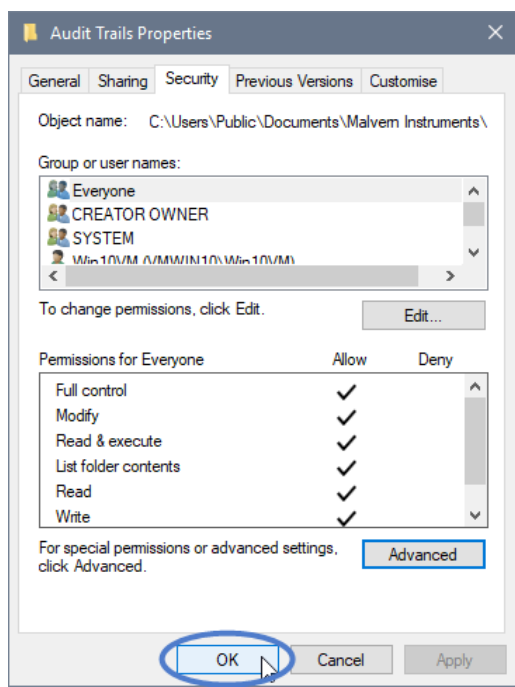 Audit Trails Properties
General Sharing Security Previous Versions Customise
Object name: C:\Users\Public\Documents\Malvern Instruments\
Group or user names:
Everyone
CREATOR OWNER
SYSTEM
Win10VM (VMWIN10\Win10VM)
To change permissions, click Edit.
Edit...
Permissions for Everyone Allow Deny
Full control
Modify
Read & execute
List folder contents
Read
Write
For special permissions or advanced settings,
click Advanced.
Advanced
OK Cancel Apply